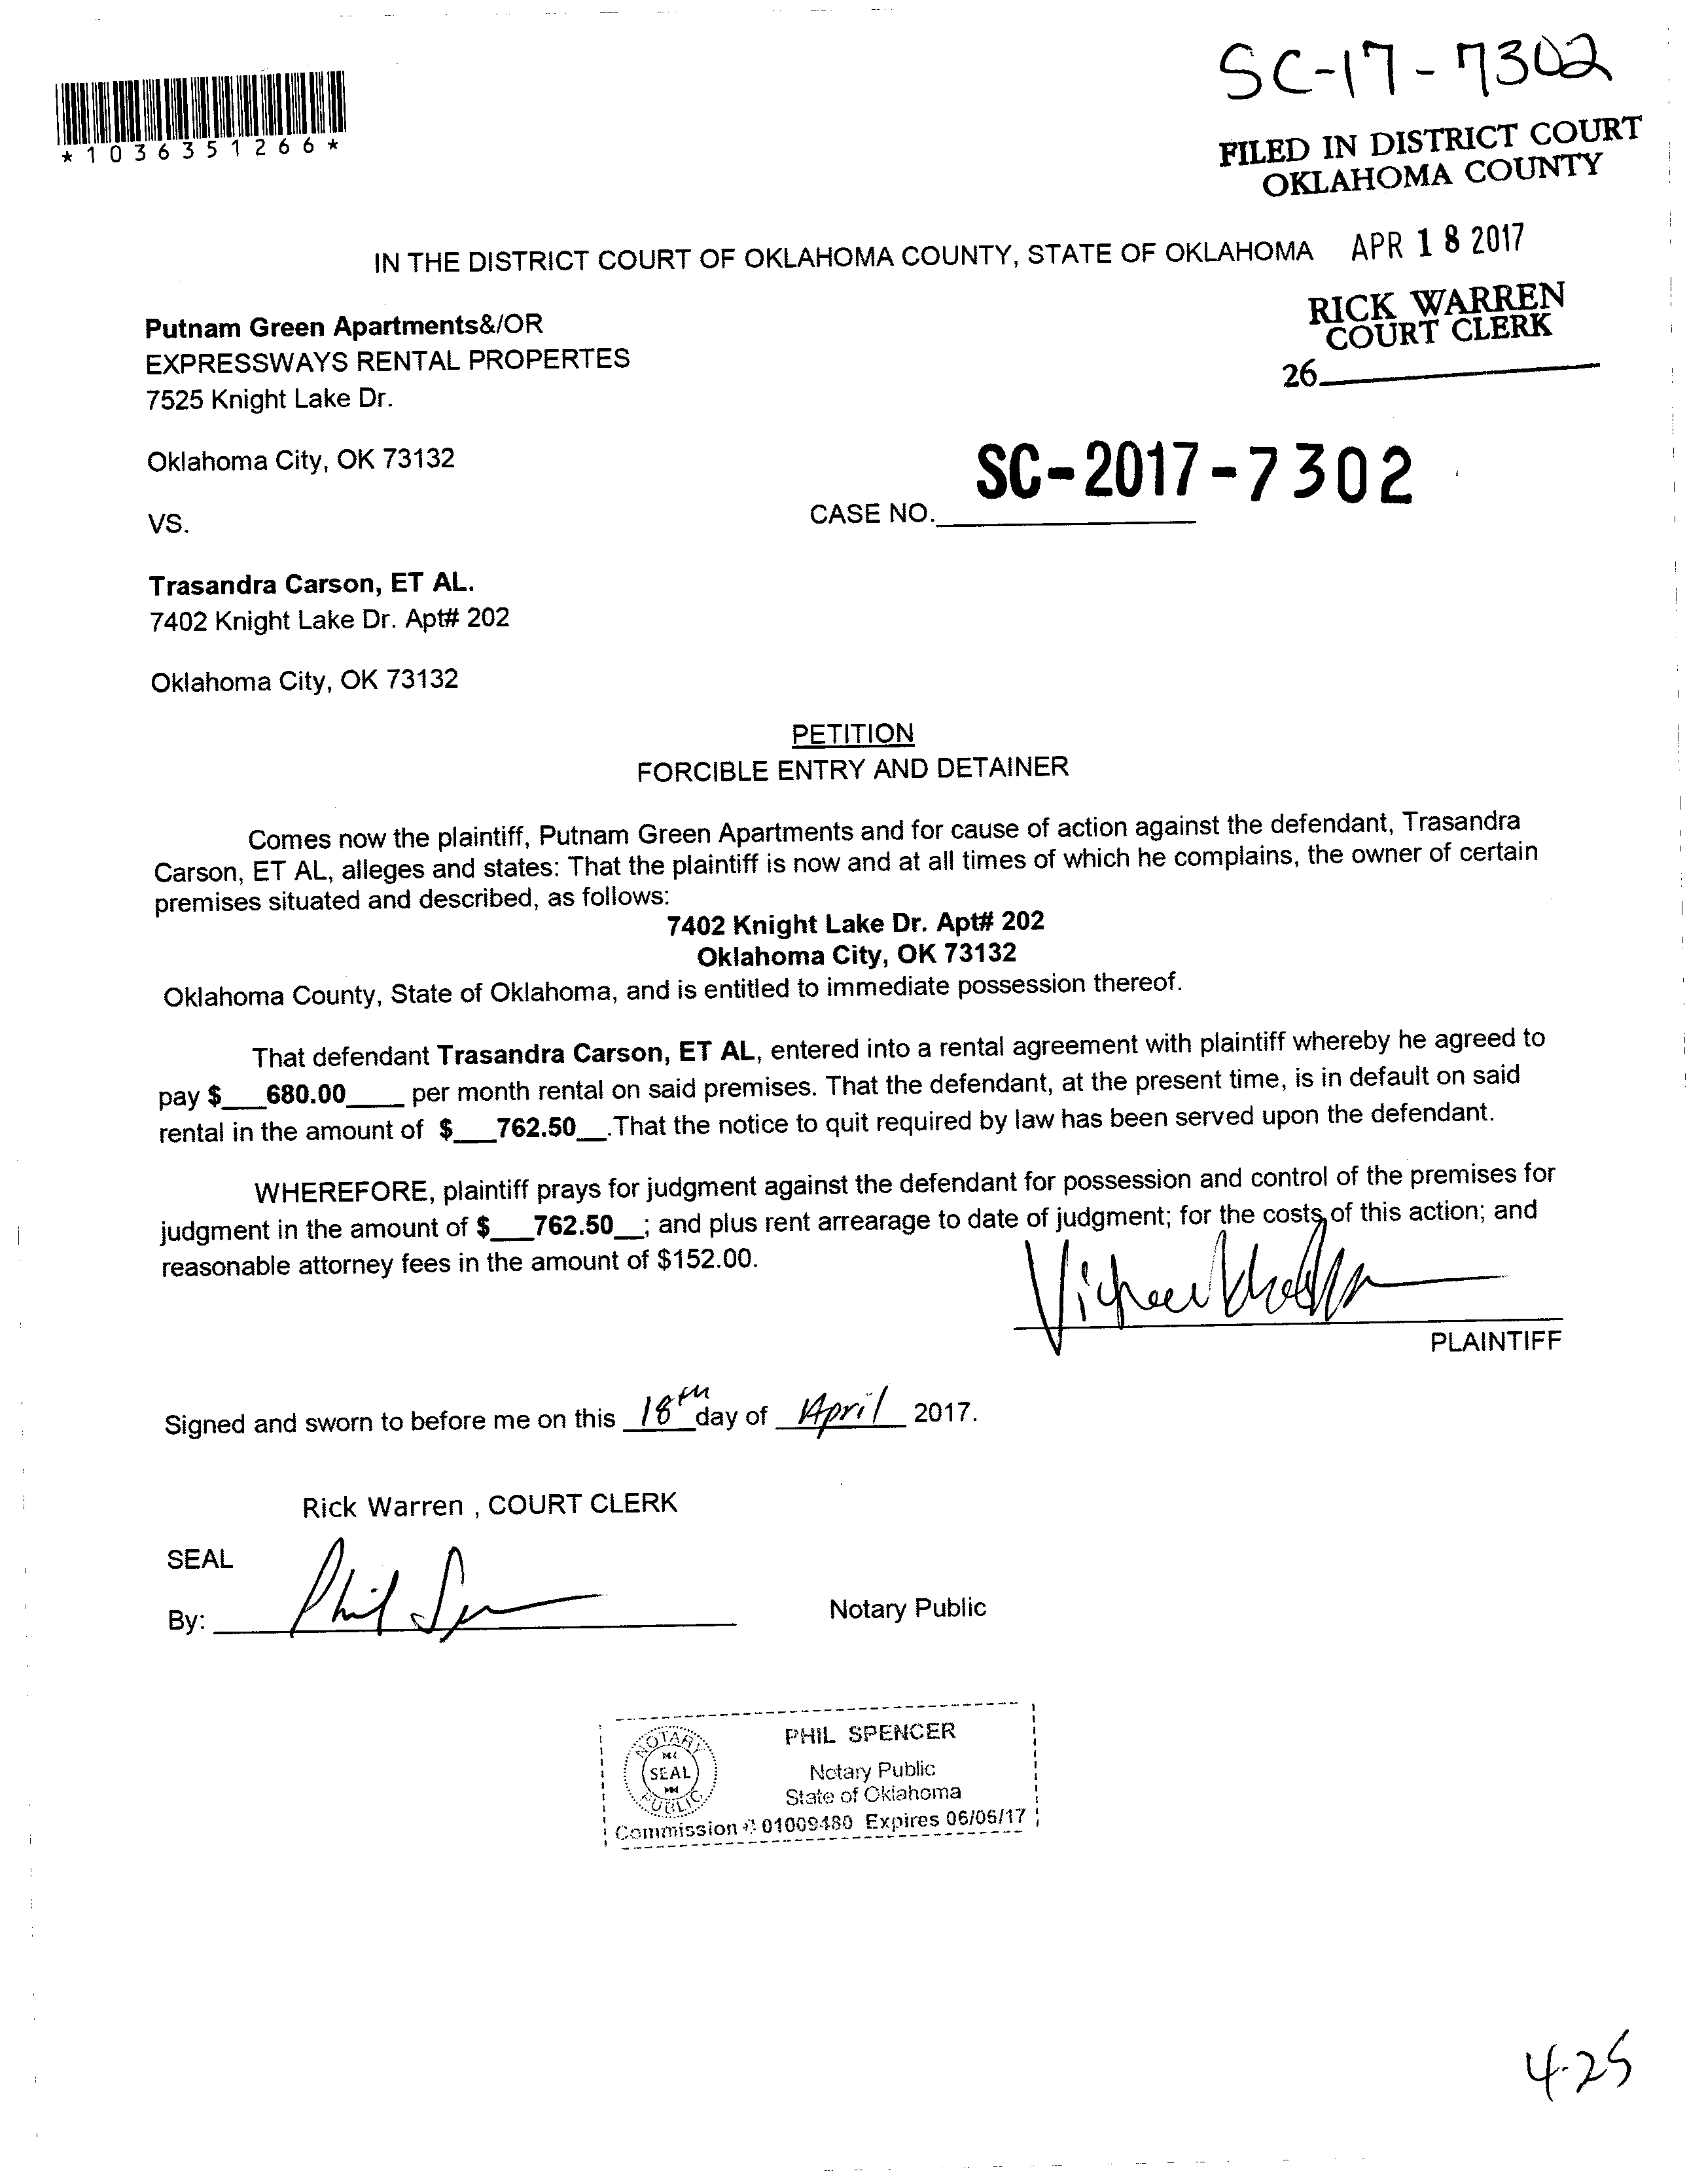 SC-17-7302
*1036351266*
FILED IN DISTRICT COURT
OKLAHOMA COUNTY
IN THE DISTRICT COURT OF OKLAHOMA COUNTY, STATE OF OKLAHOMA APR 18 2017
RICK WARREN
COURT CLERK
26
Putnam Green Apartments&/OR
EXPRESSWAYS RENTAL PROPERTES
7525 Knight Lake Dr.
Oklahoma City, OK 73132
SC-2017-7302
CASE NO.
VS.
Trasandra Carson, ET AL.
7402 Knight Lake Dr. Apt# 202
Oklahoma City, OK 73132
PETITION
FORCIBLE ENTRY AND DETAINER
Comes now the plaintiff, Putnam Green Apartments and for cause of action against the defendant, Trasandra
Carson, ET AL, alleges and states: That the plaintiff is now and at all times of which he complains, the owner of certain
premises situated and described, as follows:
7402 Knight Lake Dr. Apt# 202
Oklahoma City, OK 73132
Oklahoma County, State of Oklahoma, and is entitled to immediate possession thereof.
That defendant Trasandra Carson, ET AL, entered into a rental agreement with plaintiff whereby he agreed to
pay $___680.00____ per month rental on said premises. That the defendant, at the present time, is in default on said
rental in the amount of $___762.50__.That the notice to quit required by law has been served upon the defendant.
WHEREFORE, plaintiff prays for judgment against the defendant for possession and control of the premises for
judgment in the amount of $___762.50__; and plus rent arrearage to date of judgment; for the costs of this action; and
reasonable attorney fees in the amount of $152.00.
PLAINTIFF
Signed and sworn to before me on this 18th day of April 2017.
Rick Warren , COURT CLERK
SEAL
By: Phil Notary Public
NOTARY
SEAL
PUBLIC
PHIL SPENCER
Notary Public
State of Oklahoma
Commission # 01009480 Expires 06/05/17
4-25